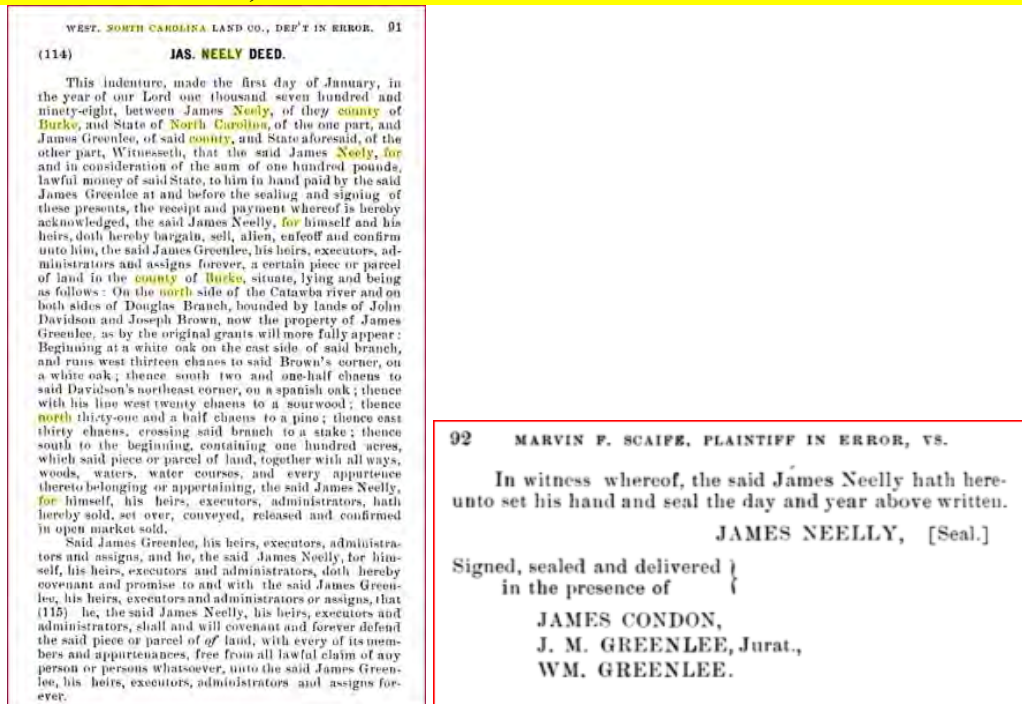 WEST. NORTH CAROLINA LAND CO., DEF'T IN ERROR. 91
(114) JAS. NEELY DEED.
This indenture, made the first day of January, in
the year of our Lord one thousand seven hundred and
ninety-eight, between James Neely, of they county of
Burke, and State of North Carolina, of the one part, and
James Greenlee, of said county, and State aforesaid, of the
other part, Witnesseth, that the said James Neely, for
and in consideration of the sum of one hundred pounds,
lawful money of said State, to him in hand paid by the said
James Greenlee at and before the sealing and signing of
these presents, the receipt and payment whereof is hereby
acknowledged, the said James Neelly, for himself and his
heirs, doth hereby bargain, sell, alien, enfeoff and confirm
unto him, the said James Greenlee, his heirs, executors, ad-
ministrators and assigns forever, a certain piece or parcel
of land in the county of Burke, situate, lying and being
as follows: On the north side of the Catawba river and on
both sides of Douglas Branch, bounded by lands of John
Davidson and Joseph Brown, now the property of James
Greenlee, as by the original grants will more fully appear:
Beginning at a white oak on the east side of said branch,
and runs west thirteen chanes to said Brown's corner, on
a white oak; thence south two and one-half chaens to
said Davidson's northeast corner, on a spanish oak; thence
with his line west twenty chaens to a sourwood; thence
north thirty-one and a half chaens to a pine; thence east
thirty chaens, crossing said branch to a stake; thence
south to the beginning, containing one hundred acres,
which said piece or parcel of land, together with all ways,
woods, waters, water courses, and every appurtence
thereto belonging or appertaining, the said James Neelly,
for himself, his heirs, executors, administrators, hath
hereby sold, set over, conveyed, released and confirmed
in open market sold.
Said James Greenlee, his heirs, executors, administra-
tors and assigns, and he, the said James Neelly, for him-
self, his heirs, executors and administrators, doth hereby
covenant and promise to and with the said James Green-
lee, his heirs, executors and administrators or assigns, that
(115) he, the said James Neelly, his heirs, executors and
administrators, shall and will covenant and forever defend
the said piece or parcel of of land, with every of its mem-
bers and appurtenances, free from all lawful claim of any
person or persons whatsoever, unto the said James Green-
lee, his heirs, executors, administrators and assigns for-
ever.
92 MARVIN F. SCAIFE, PLAINTIFF IN ERROR, VS.
In witness whereof, the said James Neelly hath here-
unto set his hand and seal the day and year above written.
JAMES NEELLY, [Seal.]
Signed, sealed and delivered }
in the presence of
JAMES CONDON,
J. M. GREENLEE, Jurat.,
WM. GREENLEE.